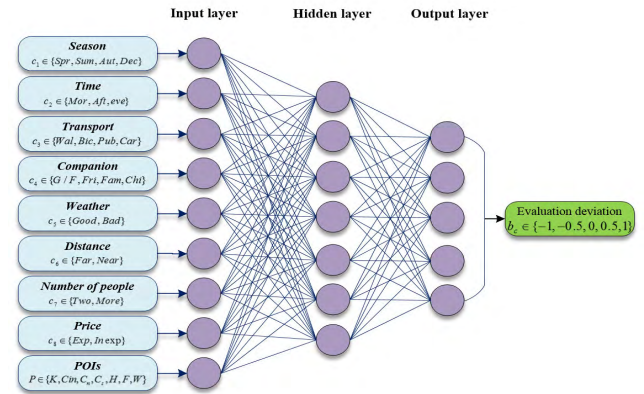 Input layer
Hidden layer
Output layer
Season
c₁ ∈ {Spr, Sum, Aut, Dec}
Time
c₂ ∈ {Mor, Aft, eve}
Transport
c₃ ∈ {Wal, Bic, Pub, Car}
Companion
c₄ ∈ {G / F, Fri, Fam, Chi}
Weather
c₅ ∈ {Good, Bad}
Distance
c₆ ∈ {Far, Near}
Number of people
c₇ ∈ {Two, More}
Price
c₈ ∈ {Exp, In exp}
POIs
P ∈ {K, Cin, Cₙ, Cₛ, H, F, W}
Evaluation deviation
b_c ∈ {−1, −0.5, 0, 0.5, 1}